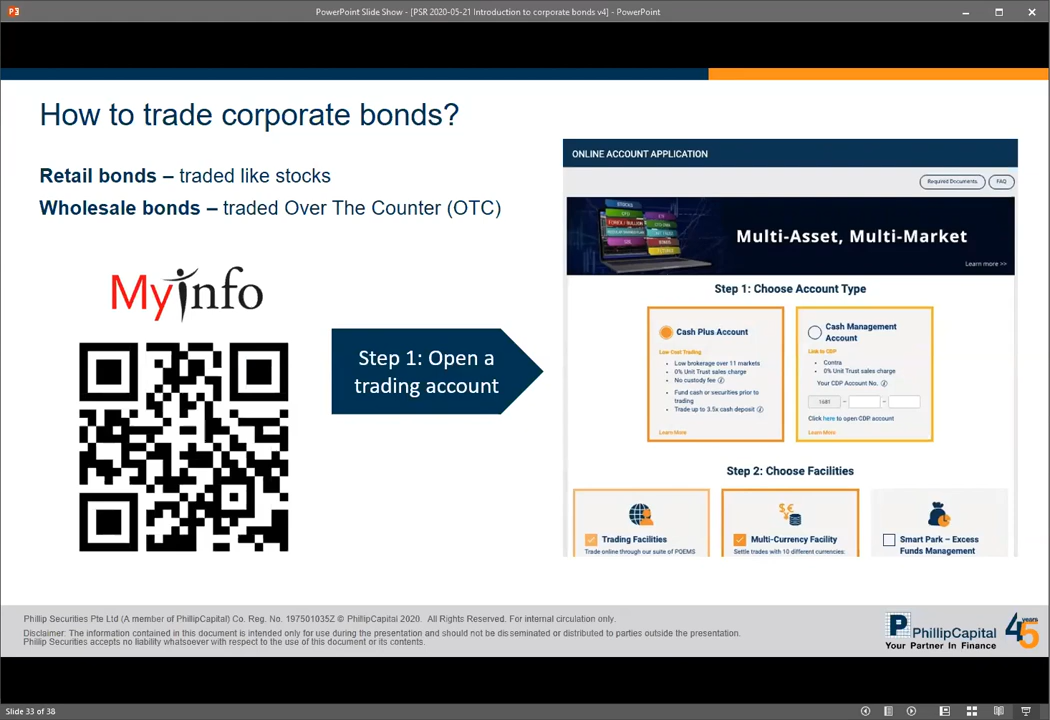 PowerPoint Slide Show - [PSR 2020-05-21 Introduction to corporate bonds v4] - PowerPoint
How to trade corporate bonds?
Retail bonds – traded like stocks
Wholesale bonds – traded Over The Counter (OTC)
Myinfo
Step 1: Open a
trading account
ONLINE ACCOUNT APPLICATION
Required Documents
FAQ
Multi-Asset, Multi-Market
Learn more >>
Step 1: Choose Account Type
Cash Plus Account
Low Cost Trading
• Low brokerage over 11 markets
• 0% Unit Trust sales charge
• No custody fee
• Fund cash or securities prior to
trading
• Trade up to 3.5x cash deposit
Learn More
Cash Management
Account
Link to CDP
• Contra
• 0% Unit Trust sales charge
Your CDP Account No.
1681 - -
Click here to open CDP account
Learn More
Step 2: Choose Facilities
Trading Facilities
Trade online through our suite of POEMS
Multi-Currency Facility
Settle trades with 10 different currencies:
Smart Park – Excess
Funds Management
Phillip Securities Pte Ltd (A member of PhillipCapital) Co. Reg. No. 197501035Z © PhillipCapital 2020. All Rights Reserved. For internal circulation only.
Disclaimer: The information contained in this document is intended only for use during the presentation and should not be disseminated or distributed to parties outside the presentation.
Phillip Securities accepts no liability whatsoever with respect to the use of this document or its contents.
PhillipCapital
Your Partner In Finance
45 years
Slide 33 of 38